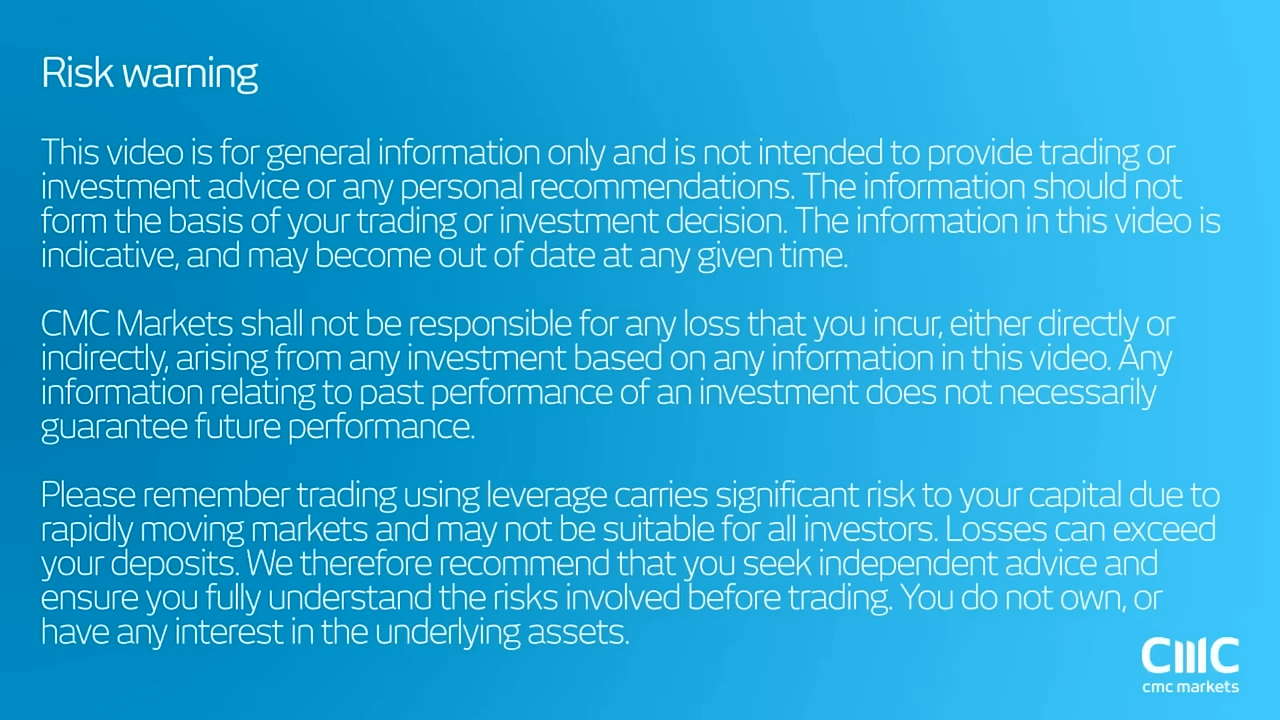 Risk warning
This video is for general information only and is not intended to provide trading or
investment advice or any personal recommendations. The information should not
form the basis of your trading or investment decision. The information in this video is
indicative, and may become out of date at any given time.
CMC Markets shall not be responsible for any loss that you incur, either directly or
indirectly, arising from any investment based on any information in this video. Any
information relating to past performance of an investment does not necessarily
guarantee future performance.
Please remember trading using leverage carries significant risk to your capital due to
rapidly moving markets and may not be suitable for all investors. Losses can exceed
your deposits. We therefore recommend that you seek independent advice and
ensure you fully understand the risks involved before trading. You do not own, or
have any interest in the underlying assets.
cmc
cmc markets